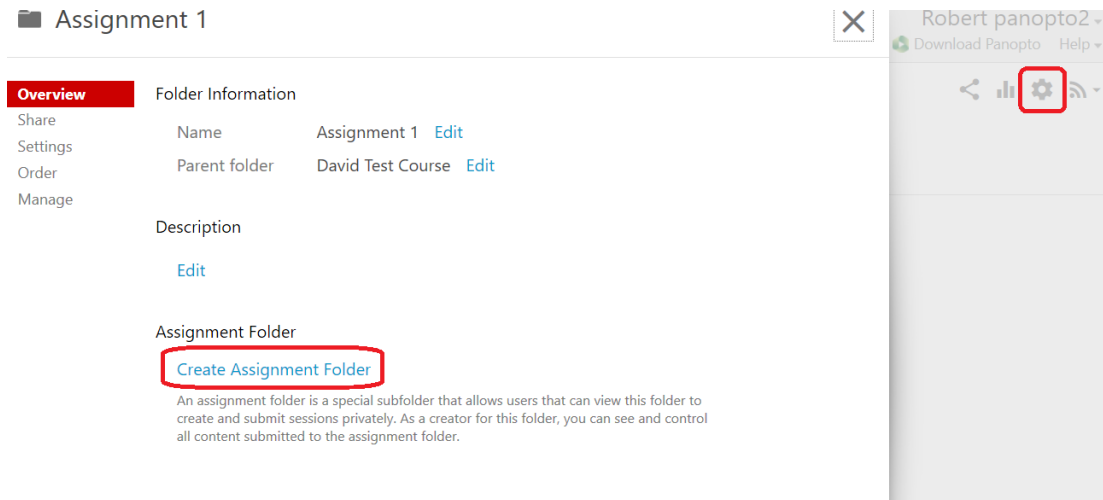 Assignment 1
Robert panopto2
Download Panopto Help
Overview
Share
Settings
Order
Manage
Folder Information
Name Assignment 1 Edit
Parent folder David Test Course Edit
Description
Edit
Assignment Folder
Create Assignment Folder
An assignment folder is a special subfolder that allows users that can view this folder to
create and submit sessions privately. As a creator for this folder, you can see and control
all content submitted to the assignment folder.